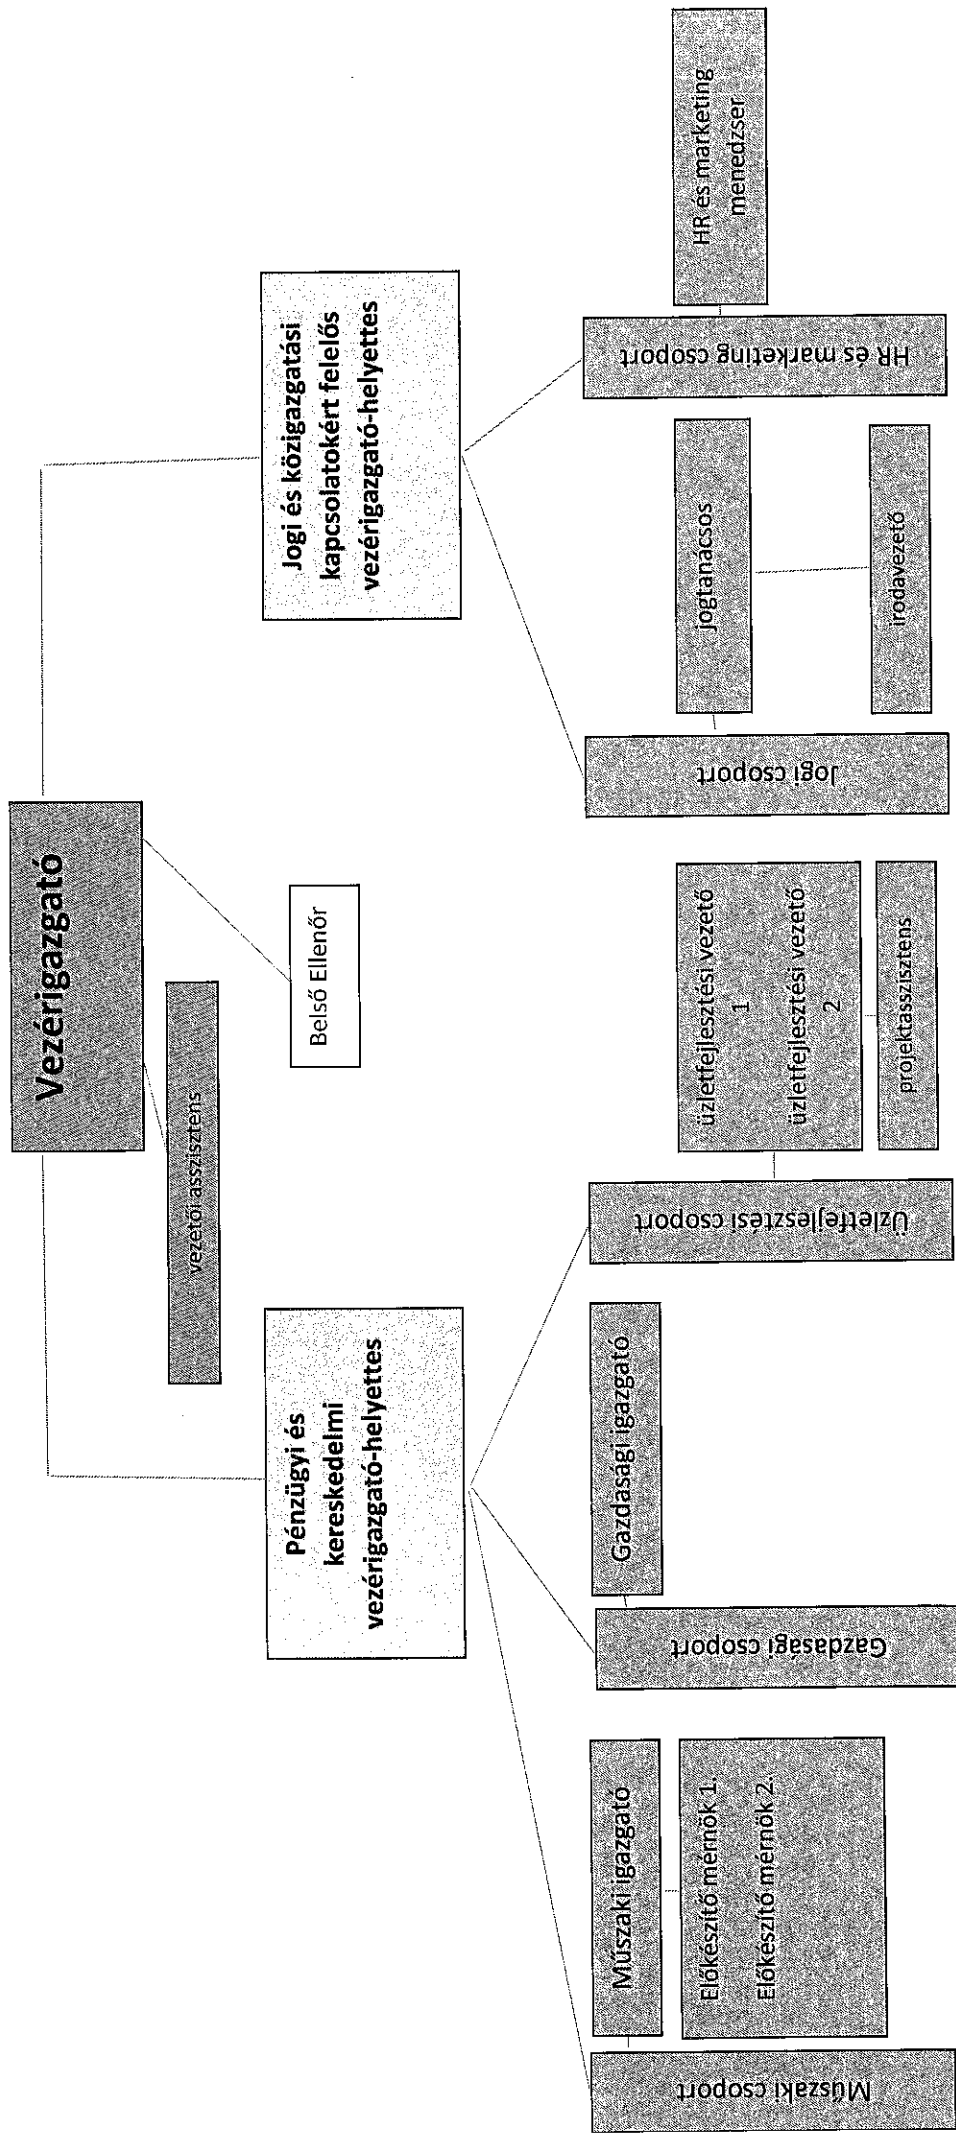 Vezérigazgató
vezetői asszisztens
Belső Ellenőr
Pénzügyi és
kereskedelmi
vezérigazgató-helyettes
Jogi és közigazgatási
kapcsolatokért felelős
vezérigazgató-helyettes
Műszaki csoport
Műszaki igazgató
Előkészítő mérnök 1.
Előkészítő mérnök 2.
Gazdasági csoport
Gazdasági igazgató
Üzletfejlesztési csoport
üzletfejlesztési vezető
1
üzletfejlesztési vezető
2
projektasszisztens
Jogi csoport
jogtanácsos
irodavezető
HR és marketing csoport
HR és marketing
menedzser